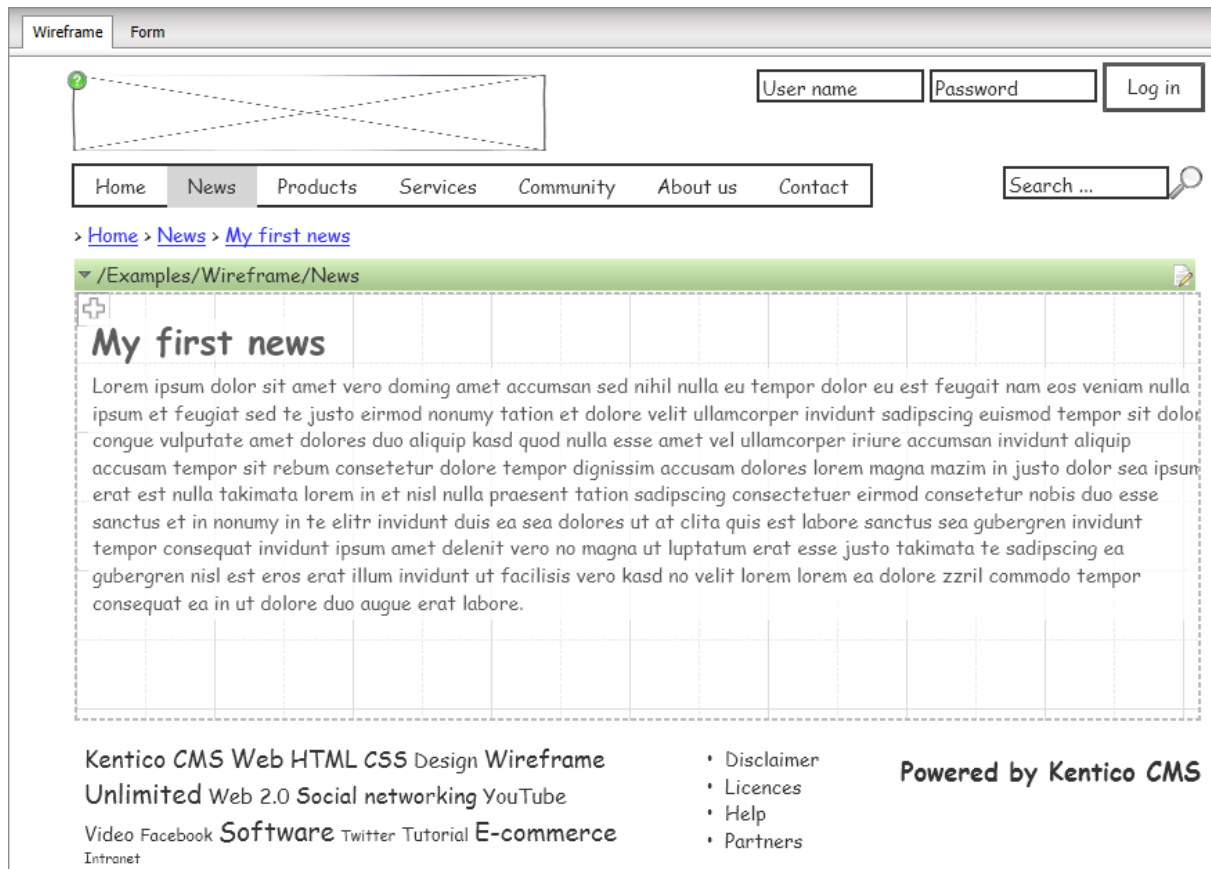 Wireframe Form
User name Password Log in
Home News Products Services Community About us Contact
Search ...
> Home > News > My first news
/Examples/Wireframe/News
My first news
Lorem ipsum dolor sit amet vero doming amet accumsan sed nihil nulla eu tempor dolor eu est feugait nam eos veniam nulla
ipsum et feugiat sed te justo eirmod nonumy tation et dolore velit ullamcorper invidunt sadipscing euismod tempor sit dolor
congue vulputate amet dolores duo aliquip kasd quod nulla esse amet vel ullamcorper iriure accumsan invidunt aliquip
accusam tempor sit rebum consetetur dolore tempor dignissim accusam dolores lorem magna mazim in justo dolor sea ipsum
erat est nulla takimata lorem in et nisl nulla praesent tation sadipscing consectetuer eirmod consetetur nobis duo esse
sanctus et in nonumy in te elitr invidunt duis ea sea dolores ut at clita quis est labore sanctus sea gubergren invidunt
tempor consequat invidunt ipsum amet delenit vero no magna ut luptatum erat esse justo takimata te sadipscing ea
gubergren nisl est eros erat illum invidunt ut facilisis vero kasd no velit lorem lorem ea dolore zzril commodo tempor
consequat ea in ut dolore duo augue erat labore.
Kentico CMS Web HTML CSS Design Wireframe
Unlimited Web 2.0 Social networking YouTube
Video Facebook Software Twitter Tutorial E-commerce
Intranet
• Disclaimer
• Licences
• Help
• Partners
Powered by Kentico CMS